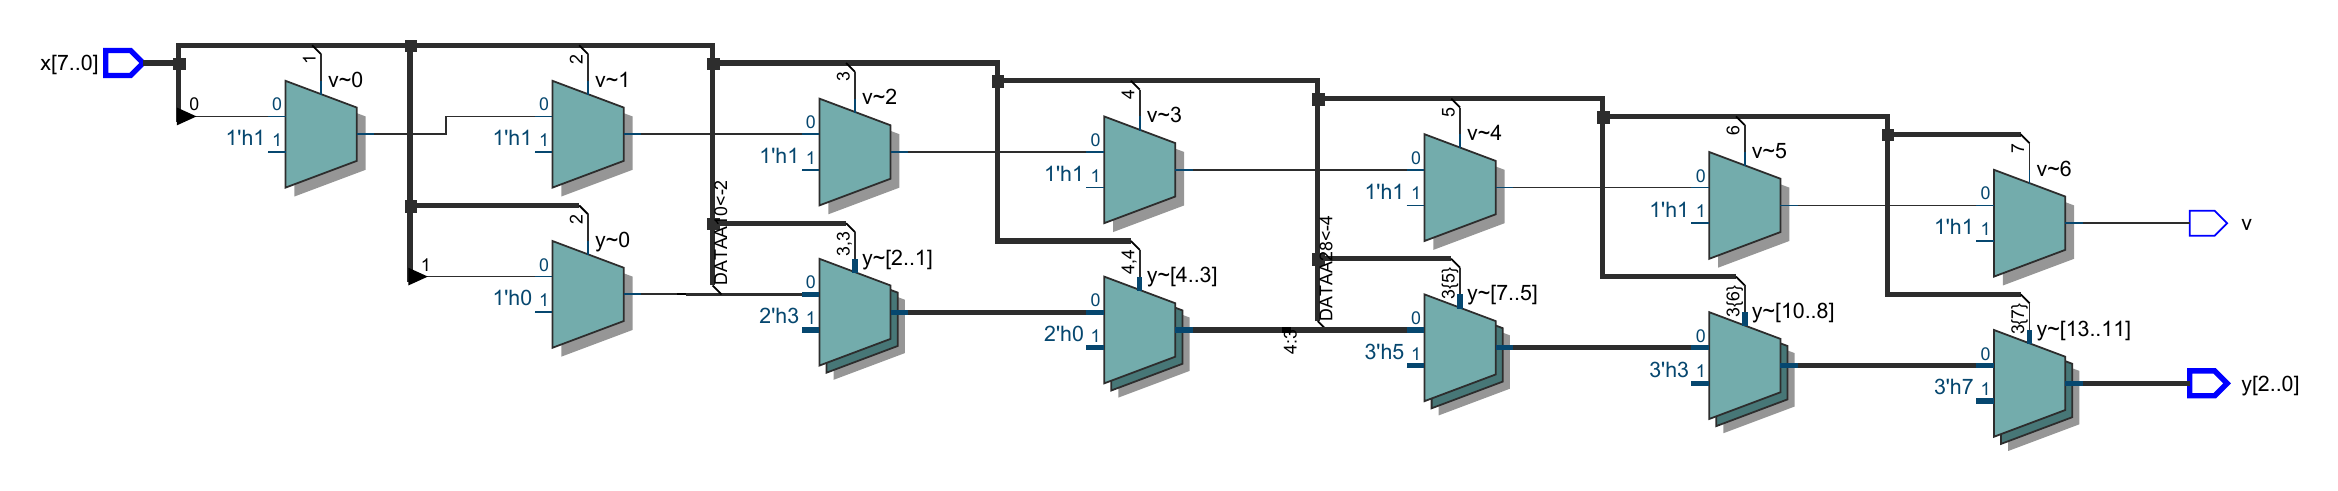 x[7..0]
1
v~0
0
0
1'h1
1
2
v~1
0
1'h1
1
3
v~2
0
1'h1
1
4
v~3
0
1'h1
1
5
v~4
0
1'h1
1
6
v~5
0
1'h1
1
7
v~6
0
1'h1
1
v
2
y~0
1
0
1'h0
1
3,3
y~[2..1]
0
2'h3
1
4,4
y~[4..3]
0
2'h0
1
4:3
3{5}
y~[7..5]
0
3'h5
1
3{6}
y~[10..8]
0
3'h3
1
3{7}
y~[13..11]
0
3'h7
1
y[2..0]